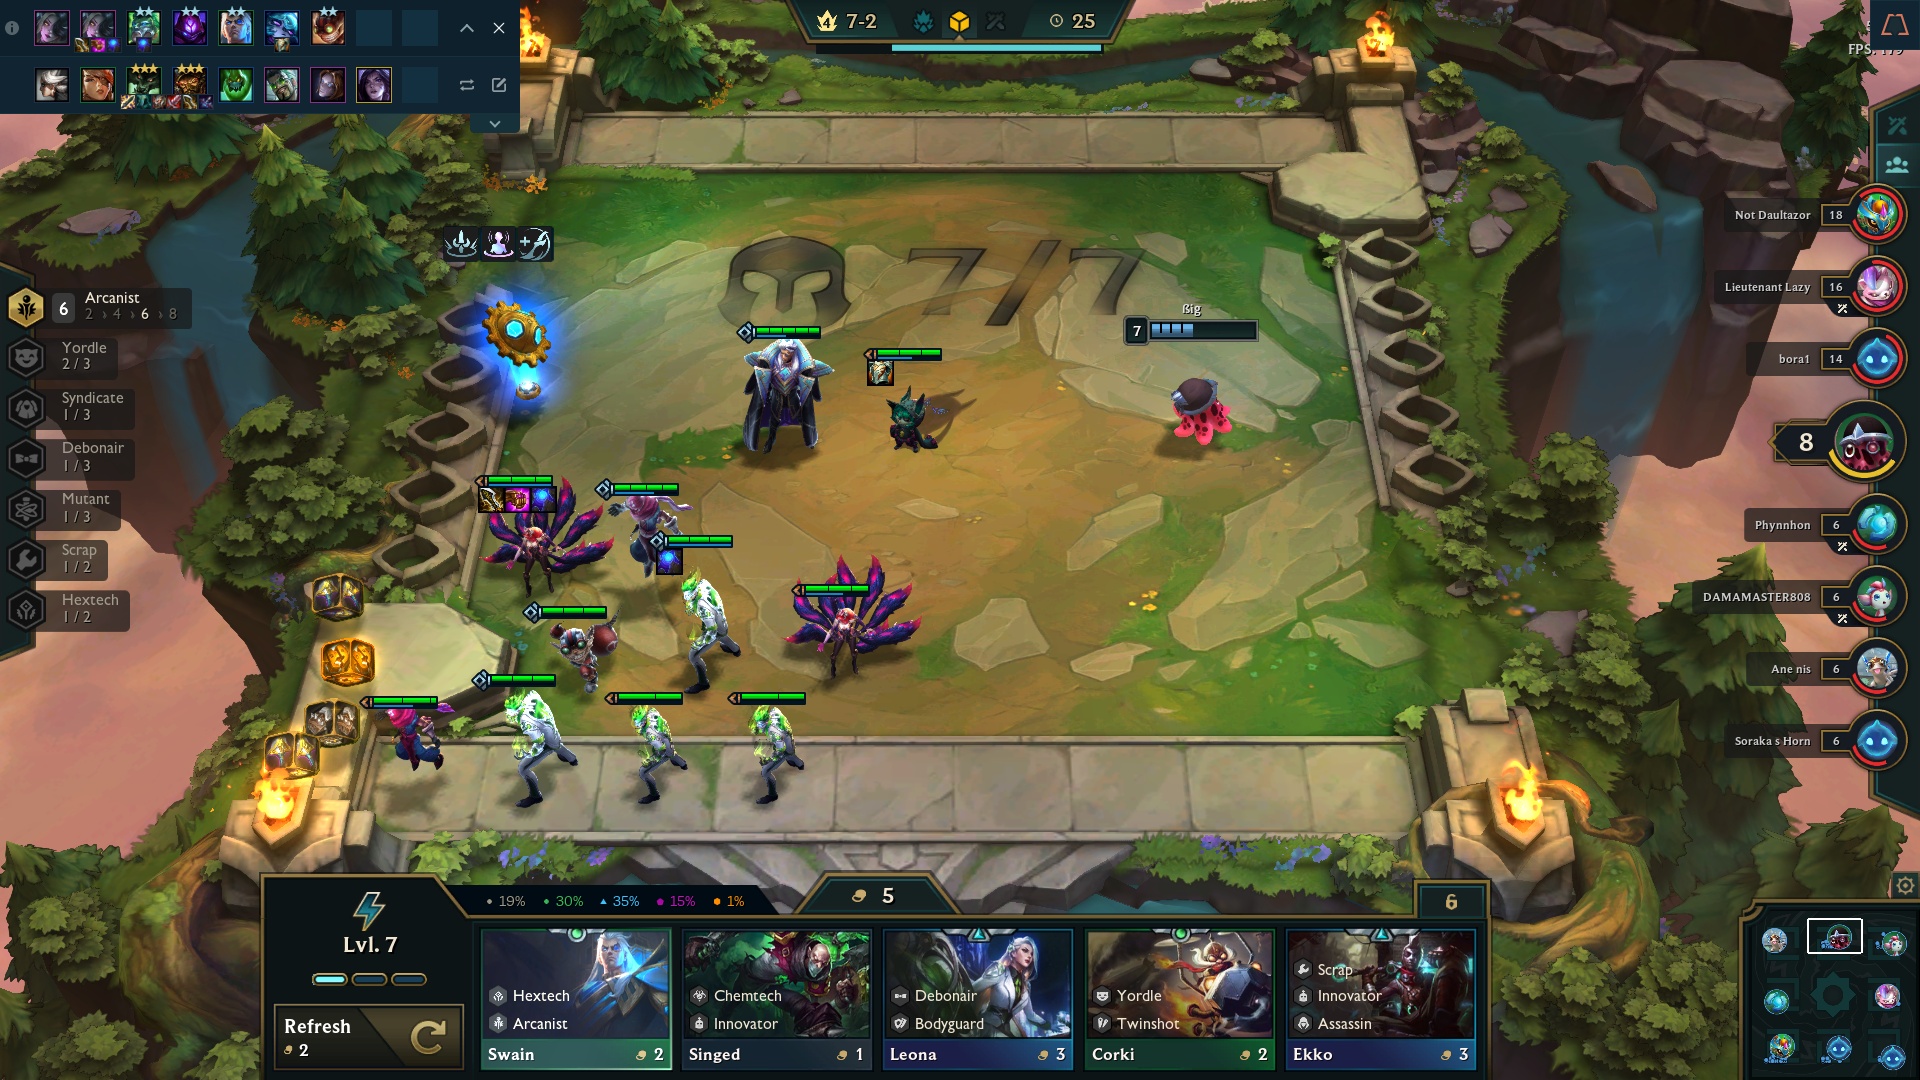 4 7-2 25
FPS: 179
7/7
Not Daultazor 18
Lieutenant Lazy 16
6 Arcanist
2 › 4 › 6 › 8
ßig
7
Yordle
2 / 3
bora1 14
Syndicate
1 / 3
8
Debonair
1 / 3
Mutant
1 / 3
Phynnhon 6
Scrap
1 / 2
Hextech
1 / 2
DAMAMASTER808 6
Ane nis 6
Soraka s Horn 6
19% 30% 35% 15% 1%
5
6
Lvl. 7
Refresh
2
Hextech
Arcanist
Swain 2
Chemtech
Innovator
Singed 1
Debonair
Bodyguard
Leona 3
Yordle
Twinshot
Corki 2
Scrap
Innovator
Assassin
Ekko 3